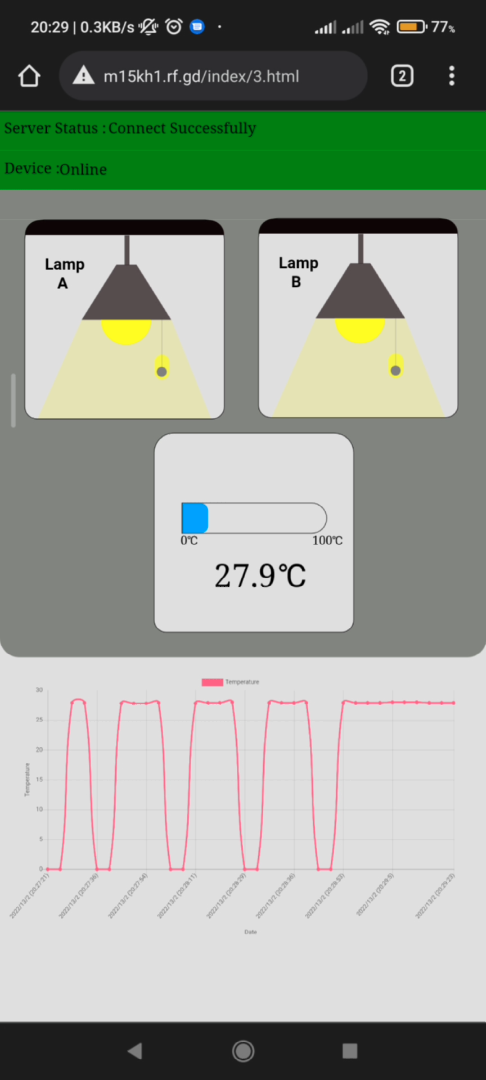 20:29 | 0.3KB/s
77%
m15kh1.rf.gd/index/3.html
2
Server Status : Connect Successfully
Device : Online
Lamp
A
Lamp
B
0℃ 100℃
27.9℃
Temperature
30
25
20
15
10
5
0
Temperature
Date